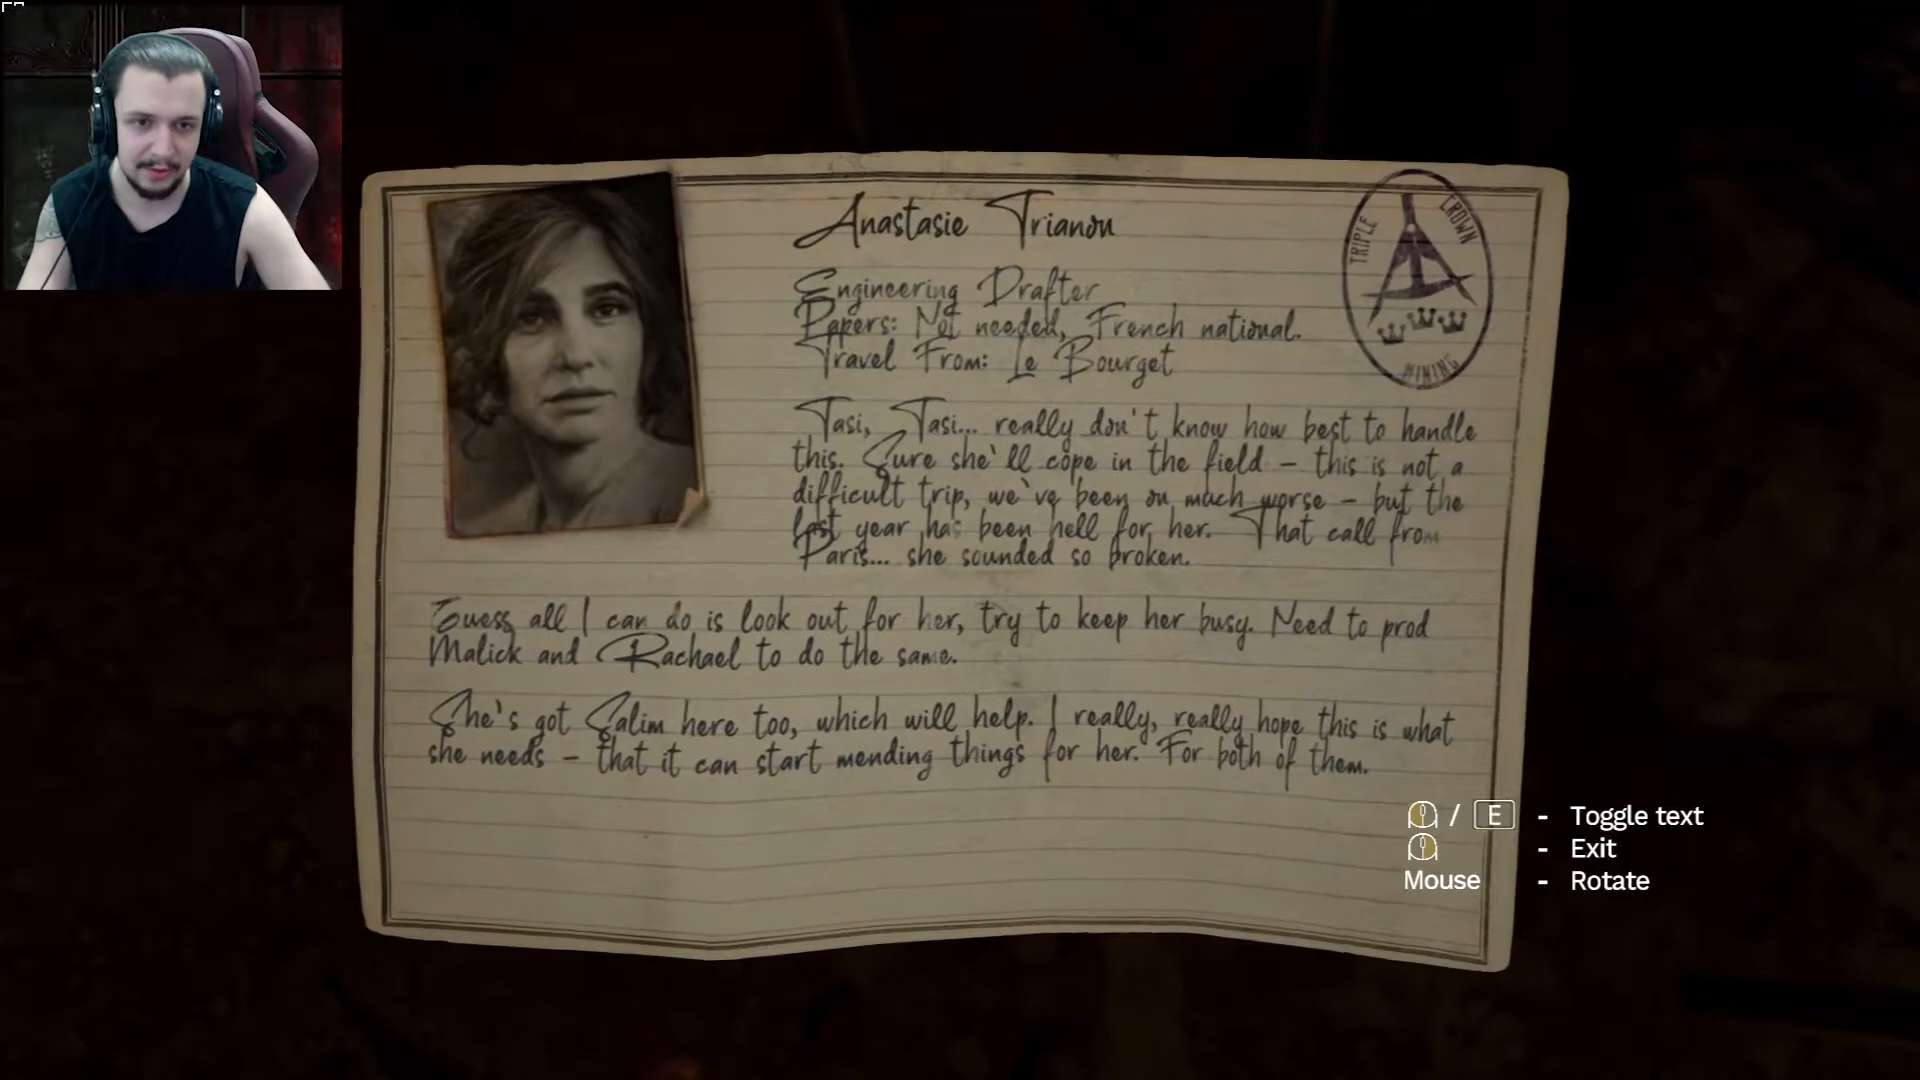 Anastasie Trianon
TRIPLE CROWN
MINING
Engineering Drafter
Papers: Not needed, French national.
Travel From: Le Bourget
Tasi, Tasi... really don't know how best to handle
this. Sure she'll cope in the field – this is not a
difficult trip, we've been on much worse – but the
last year has been hell for her. That call from
Paris... she sounded so broken.
Guess all I can do is look out for her, try to keep her busy. Need to prod
Malick and Rachael to do the same.
She's got Salim here too, which will help. I really, really hope this is what
she needs – that it can start mending things for her. For both of them.
/ E - Toggle text
- Exit
Mouse - Rotate